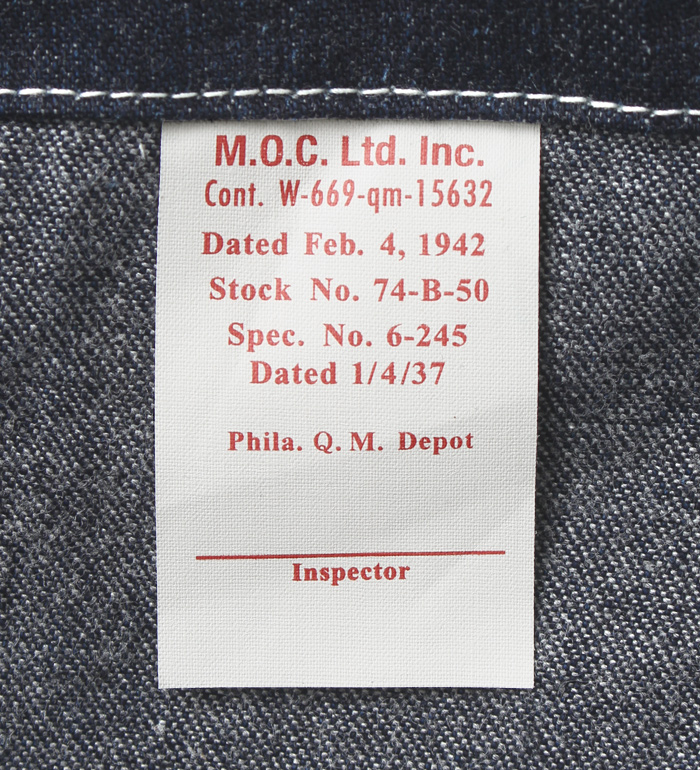 M.O.C. Ltd. Inc.
Cont. W-669-qm-15632
Dated Feb. 4, 1942
Stock No. 74-B-50
Spec. No. 6-245
Dated 1/4/37
Phila. Q. M. Depot
Inspector